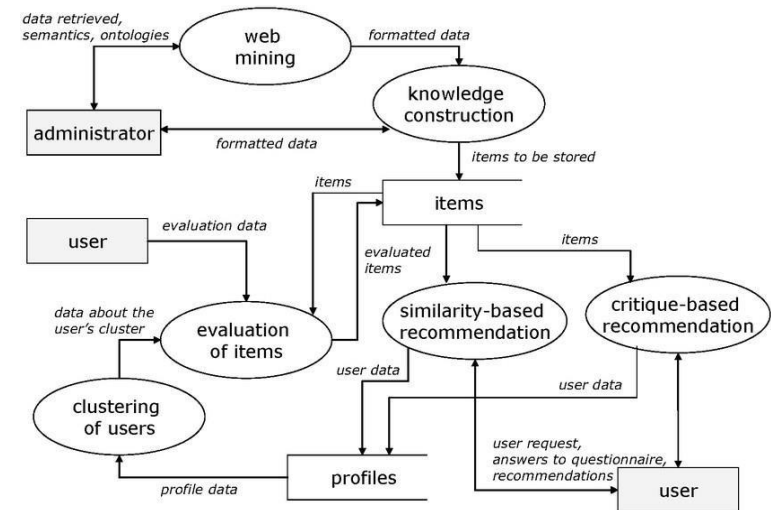 data retrieved,
semantics, ontologies
web
mining
formatted data
knowledge
construction
administrator
formatted data
items to be stored
items
items
user
evaluation data
evaluated
items
items
data about the
user's cluster
evaluation
of items
similarity-based
recommendation
critique-based
recommendation
user data
user data
clustering
of users
profile data
profiles
user request,
answers to questionnaire,
recommendations
user